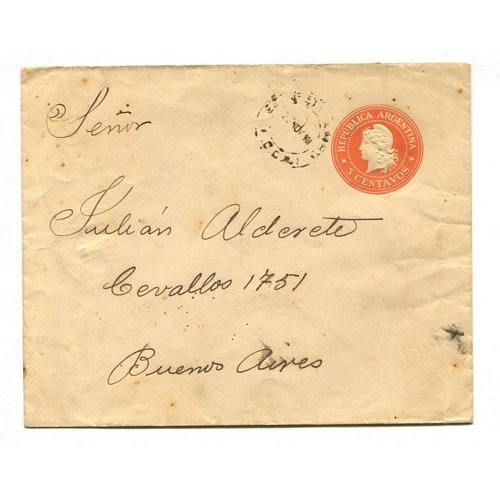 Señor
REPUBLICA ARGENTINA
5 CENTAVOS
Julián Alderete
Cevallos 1751
Buenos Aires